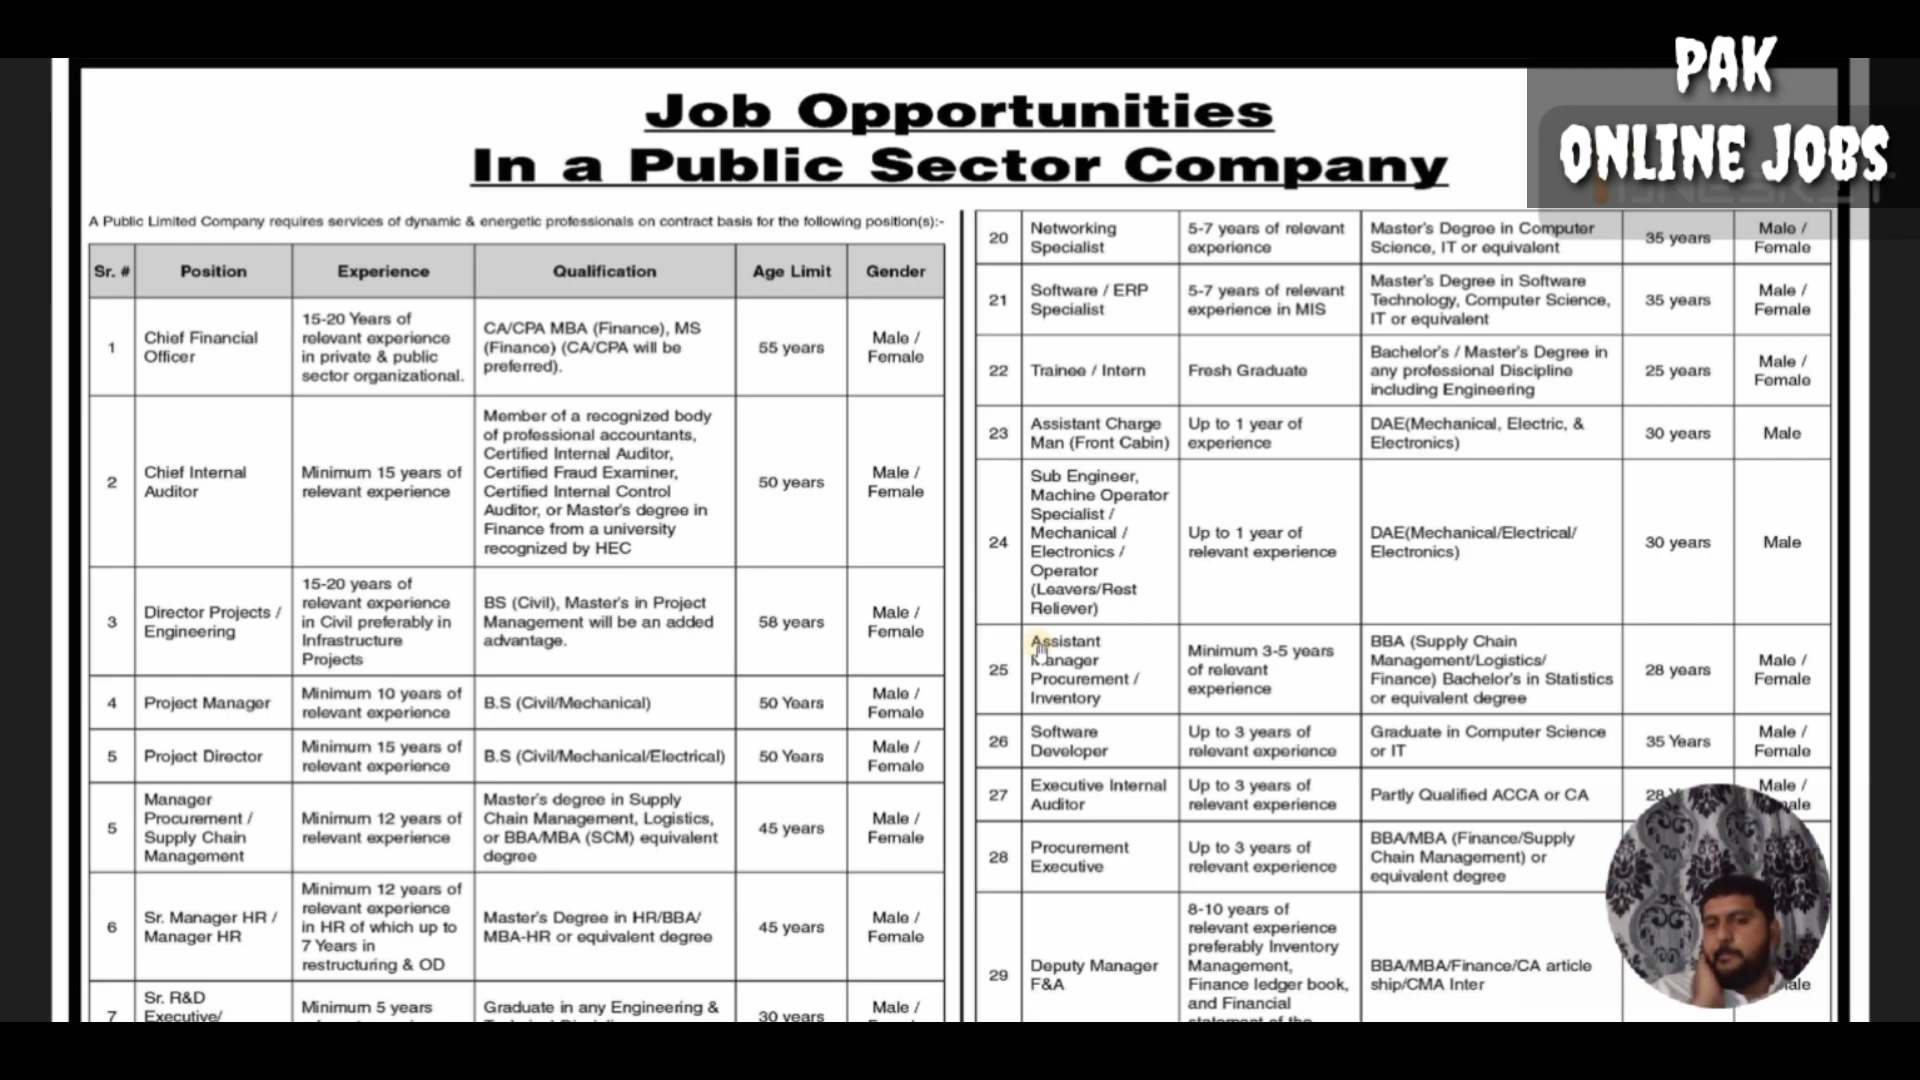 PAK
ONLINE JOBS
Job Opportunities
In a Public Sector Company
A Public Limited Company requires services of dynamic & energetic professionals on contract basis for the following position(s):-
Sr. # Position Experience Qualification Age Limit Gender
1
Chief Financial
Officer
15-20 Years of
relevant experience
in private & public
sector organizational.
CA/CPA MBA (Finance), MS
(Finance) (CA/CPA will be
preferred).
55 years
Male /
Female
2
Chief Internal
Auditor
Minimum 15 years of
relevant experience
Member of a recognized body
of professional accountants,
Certified Internal Auditor,
Certified Fraud Examiner,
Certified Internal Control
Auditor, or Master's degree in
Finance from a university
recognized by HEC
50 years
Male /
Female
3
Director Projects /
Engineering
15-20 years of
relevant experience
in Civil preferably in
Infrastructure
Projects
BS (Civil), Master's in Project
Management will be an added
advantage.
58 years
Male /
Female
4
Project Manager
Minimum 10 years of
relevant experience
B.S (Civil/Mechanical)
50 Years
Male /
Female
5
Project Director
Minimum 15 years of
relevant experience
B.S (Civil/Mechanical/Electrical)
50 Years
Male /
Female
5
Manager
Procurement /
Supply Chain
Management
Minimum 12 years of
relevant experience
Master's degree in Supply
Chain Management, Logistics,
or BBA/MBA (SCM) equivalent
degree
45 years
Male /
Female
6
Sr. Manager HR /
Manager HR
Minimum 12 years of
relevant experience
in HR of which up to
7 Years in
restructuring & OD
Master's Degree in HR/BBA/
MBA-HR or equivalent degree
45 years
Male /
Female
7
Sr. R&D
Executive/
Minimum 5 years
Graduate in any Engineering &
30 years
Male /
20
Networking
Specialist
5-7 years of relevant
experience
Master's Degree in Computer
Science, IT or equivalent
35 years
Male /
Female
21
Software / ERP
Specialist
5-7 years of relevant
experience in MIS
Master's Degree in Software
Technology, Computer Science,
IT or equivalent
35 years
Male /
Female
22
Trainee / Intern
Fresh Graduate
Bachelor's / Master's Degree in
any professional Discipline
including Engineering
25 years
Male /
Female
23
Assistant Charge
Man (Front Cabin)
Up to 1 year of
experience
DAE(Mechanical, Electric, &
Electronics)
30 years
Male
24
Sub Engineer,
Machine Operator
Specialist /
Mechanical /
Electronics /
Operator
(Leavers/Rest
Reliever)
Up to 1 year of
relevant experience
DAE(Mechanical/Electrical/
Electronics)
30 years
Male
25
Assistant
Manager
Procurement /
Inventory
Minimum 3-5 years
of relevant
experience
BBA (Supply Chain
Management/Logistics/
Finance) Bachelor's in Statistics
or equivalent degree
28 years
Male /
Female
26
Software
Developer
Up to 3 years of
relevant experience
Graduate in Computer Science
or IT
35 Years
Male /
Female
27
Executive Internal
Auditor
Up to 3 years of
relevant experience
Partly Qualified ACCA or CA
28
Male /
28
Procurement
Executive
Up to 3 years of
relevant experience
BBA/MBA (Finance/Supply
Chain Management) or
equivalent degree
29
Deputy Manager
F&A
8-10 years of
relevant experience
preferably Inventory
Management,
Finance ledger book,
and Financial
statement of the
BBA/MBA/Finance/CA article
ship/CMA Inter